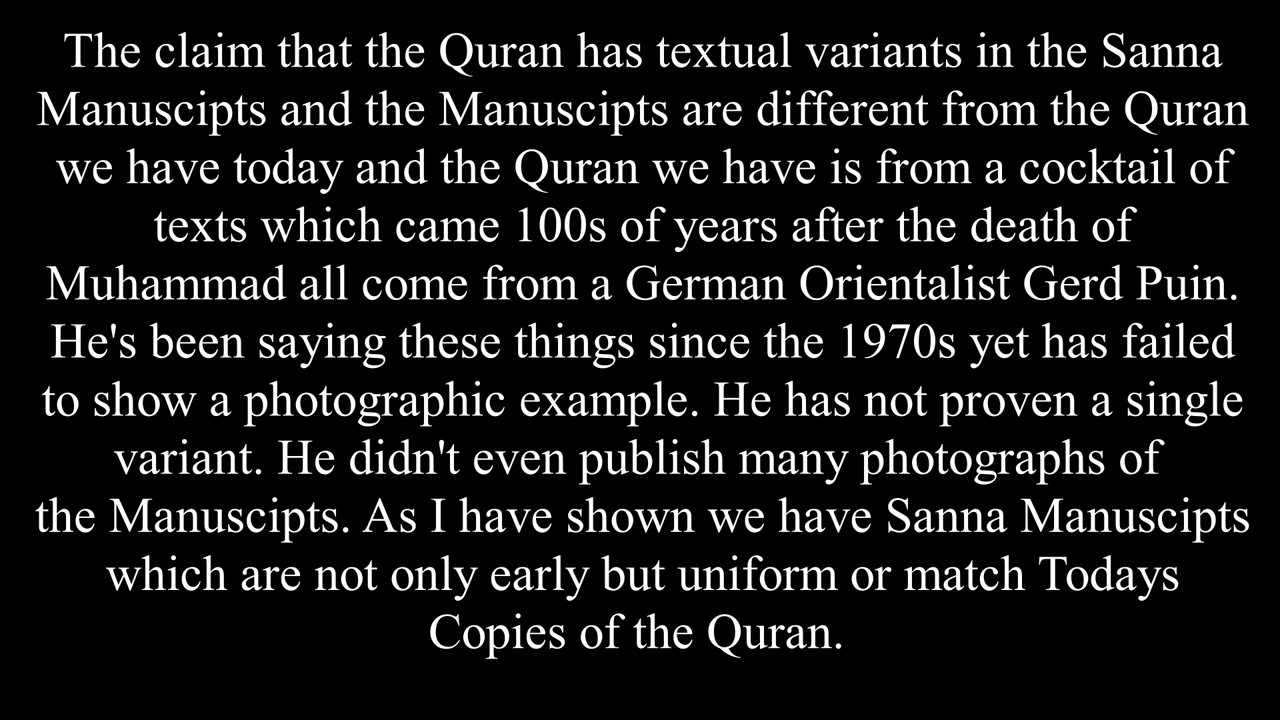 The claim that the Quran has textual variants in the Sanna
Manuscipts and the Manuscipts are different from the Quran
we have today and the Quran we have is from a cocktail of
texts which came 100s of years after the death of
Muhammad all come from a German Orientalist Gerd Puin.
He's been saying these things since the 1970s yet has failed
to show a photographic example. He has not proven a single
variant. He didn't even publish many photographs of
the Manuscipts. As I have shown we have Sanna Manuscipts
which are not only early but uniform or match Todays
Copies of the Quran.